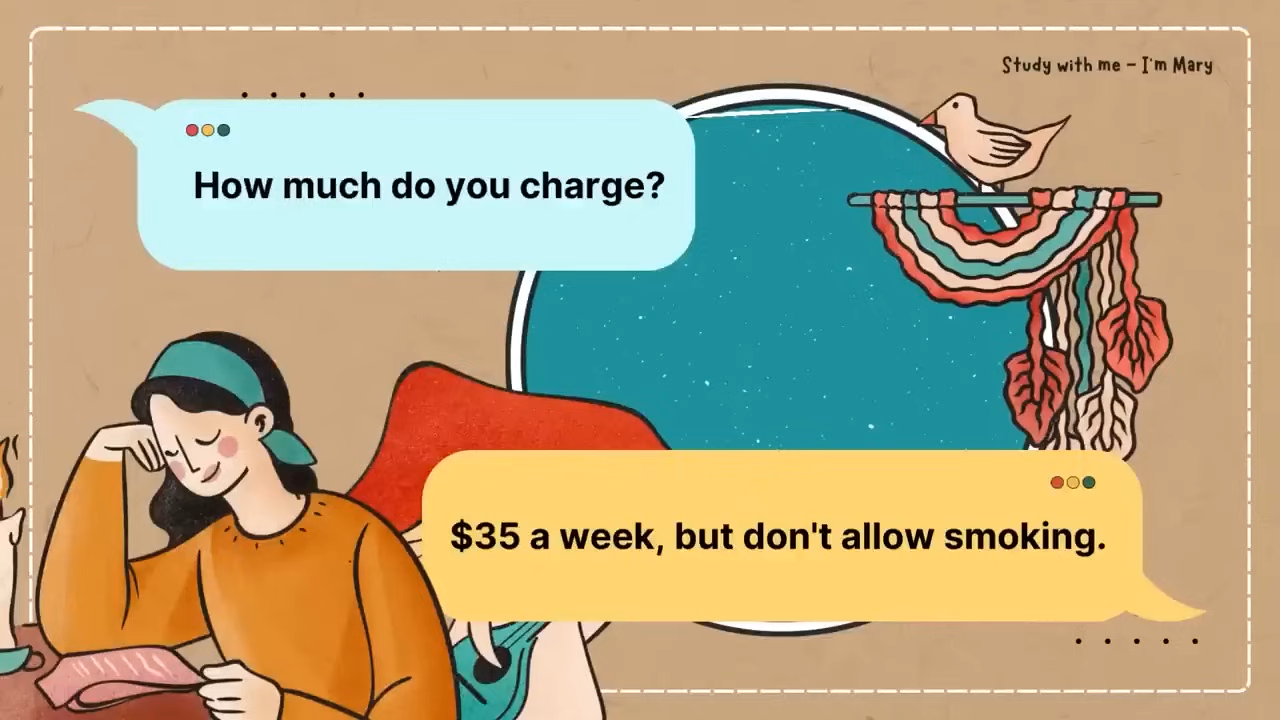 Study with me - I'm Mary
How much do you charge?
$35 a week, but don't allow smoking.